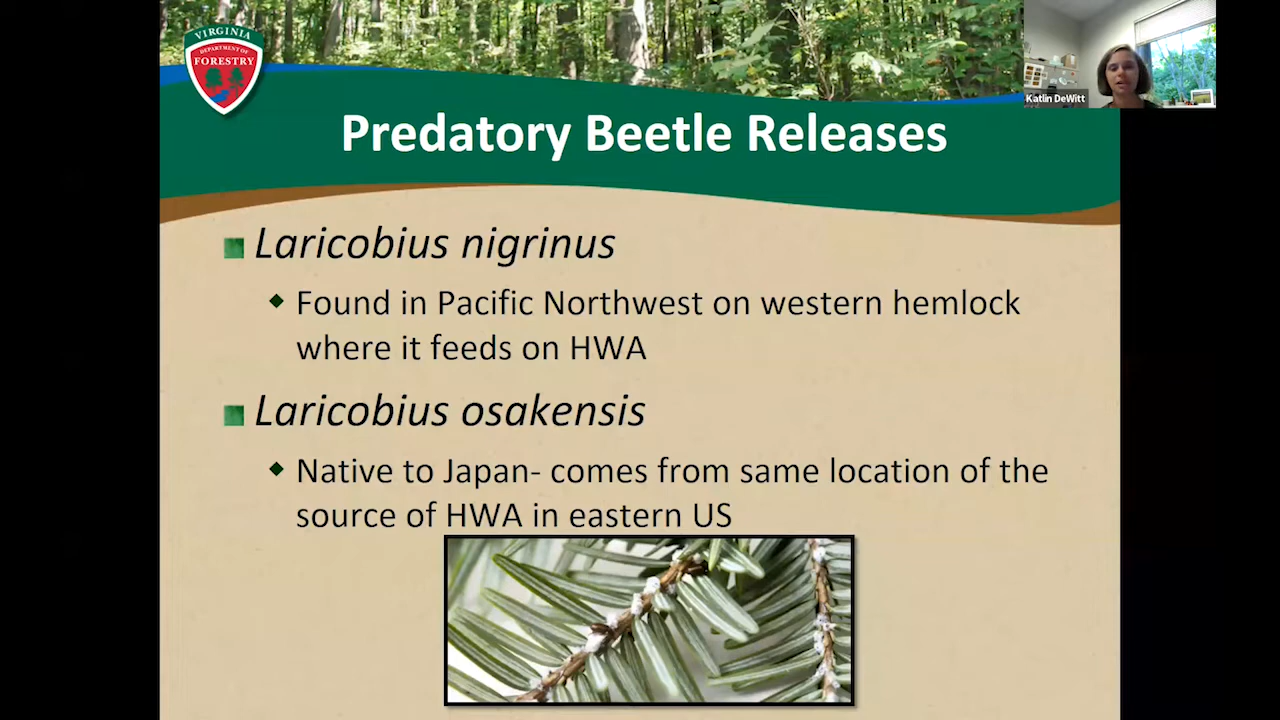 VIRGINIA
DEPARTMENT OF
FORESTRY
Katlin DeWitt
Predatory Beetle Releases
Laricobius nigrinus
Found in Pacific Northwest on western hemlock
where it feeds on HWA
Laricobius osakensis
Native to Japan- comes from same location of the
source of HWA in eastern US